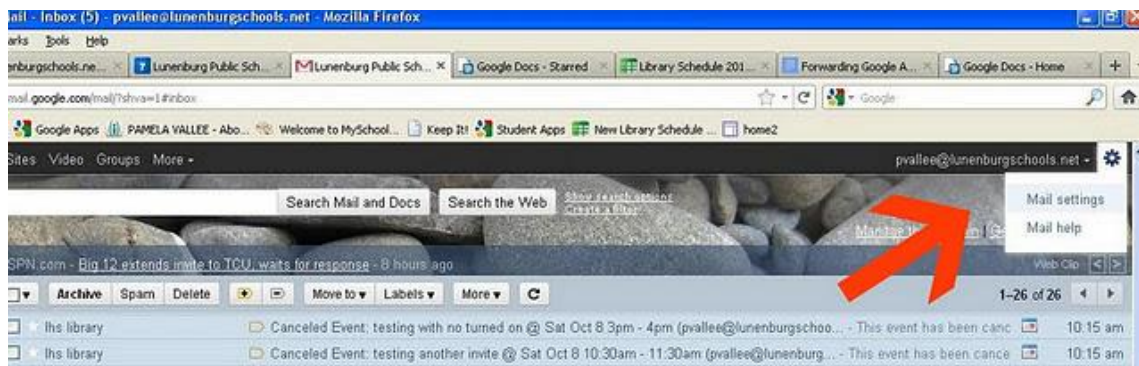 ail - Inbox (5) - pvallee@lunenburgschools.net - Mozilla Firefox
arks Tools Help
enburgschools.ne... Lunenburg Public Sch... Lunenburg Public Sch... Google Docs - Starred Library Schedule 201... Forwarding Google A... Google Docs - Home
mail.google.com/mail/?shva=1#inbox Google
Google Apps PAMELA VALLEE - Abo... Welcome to MySchool... Keep It! Student Apps New Library Schedule ... home2
Sites Video Groups More pvallee@lunenburgschools.net
Search Mail and Docs Search the Web Show search options
Create a filter
Mail settings
Mail help
SPN.com - Big 12 extends invite to TCU, waits for response - 8 hours ago Web Clip < >
Archive Spam Delete Move to Labels More 1–26 of 26
lhs library Canceled Event: testing with no turned on @ Sat Oct 8 3pm - 4pm (pvallee@lunenburgschoo... - This event has been canc 10:15 am
lhs library Canceled Event: testing another invite @ Sat Oct 8 10:30am - 11:30am (pvallee@lunenburg... - This event has been cance 10:15 am